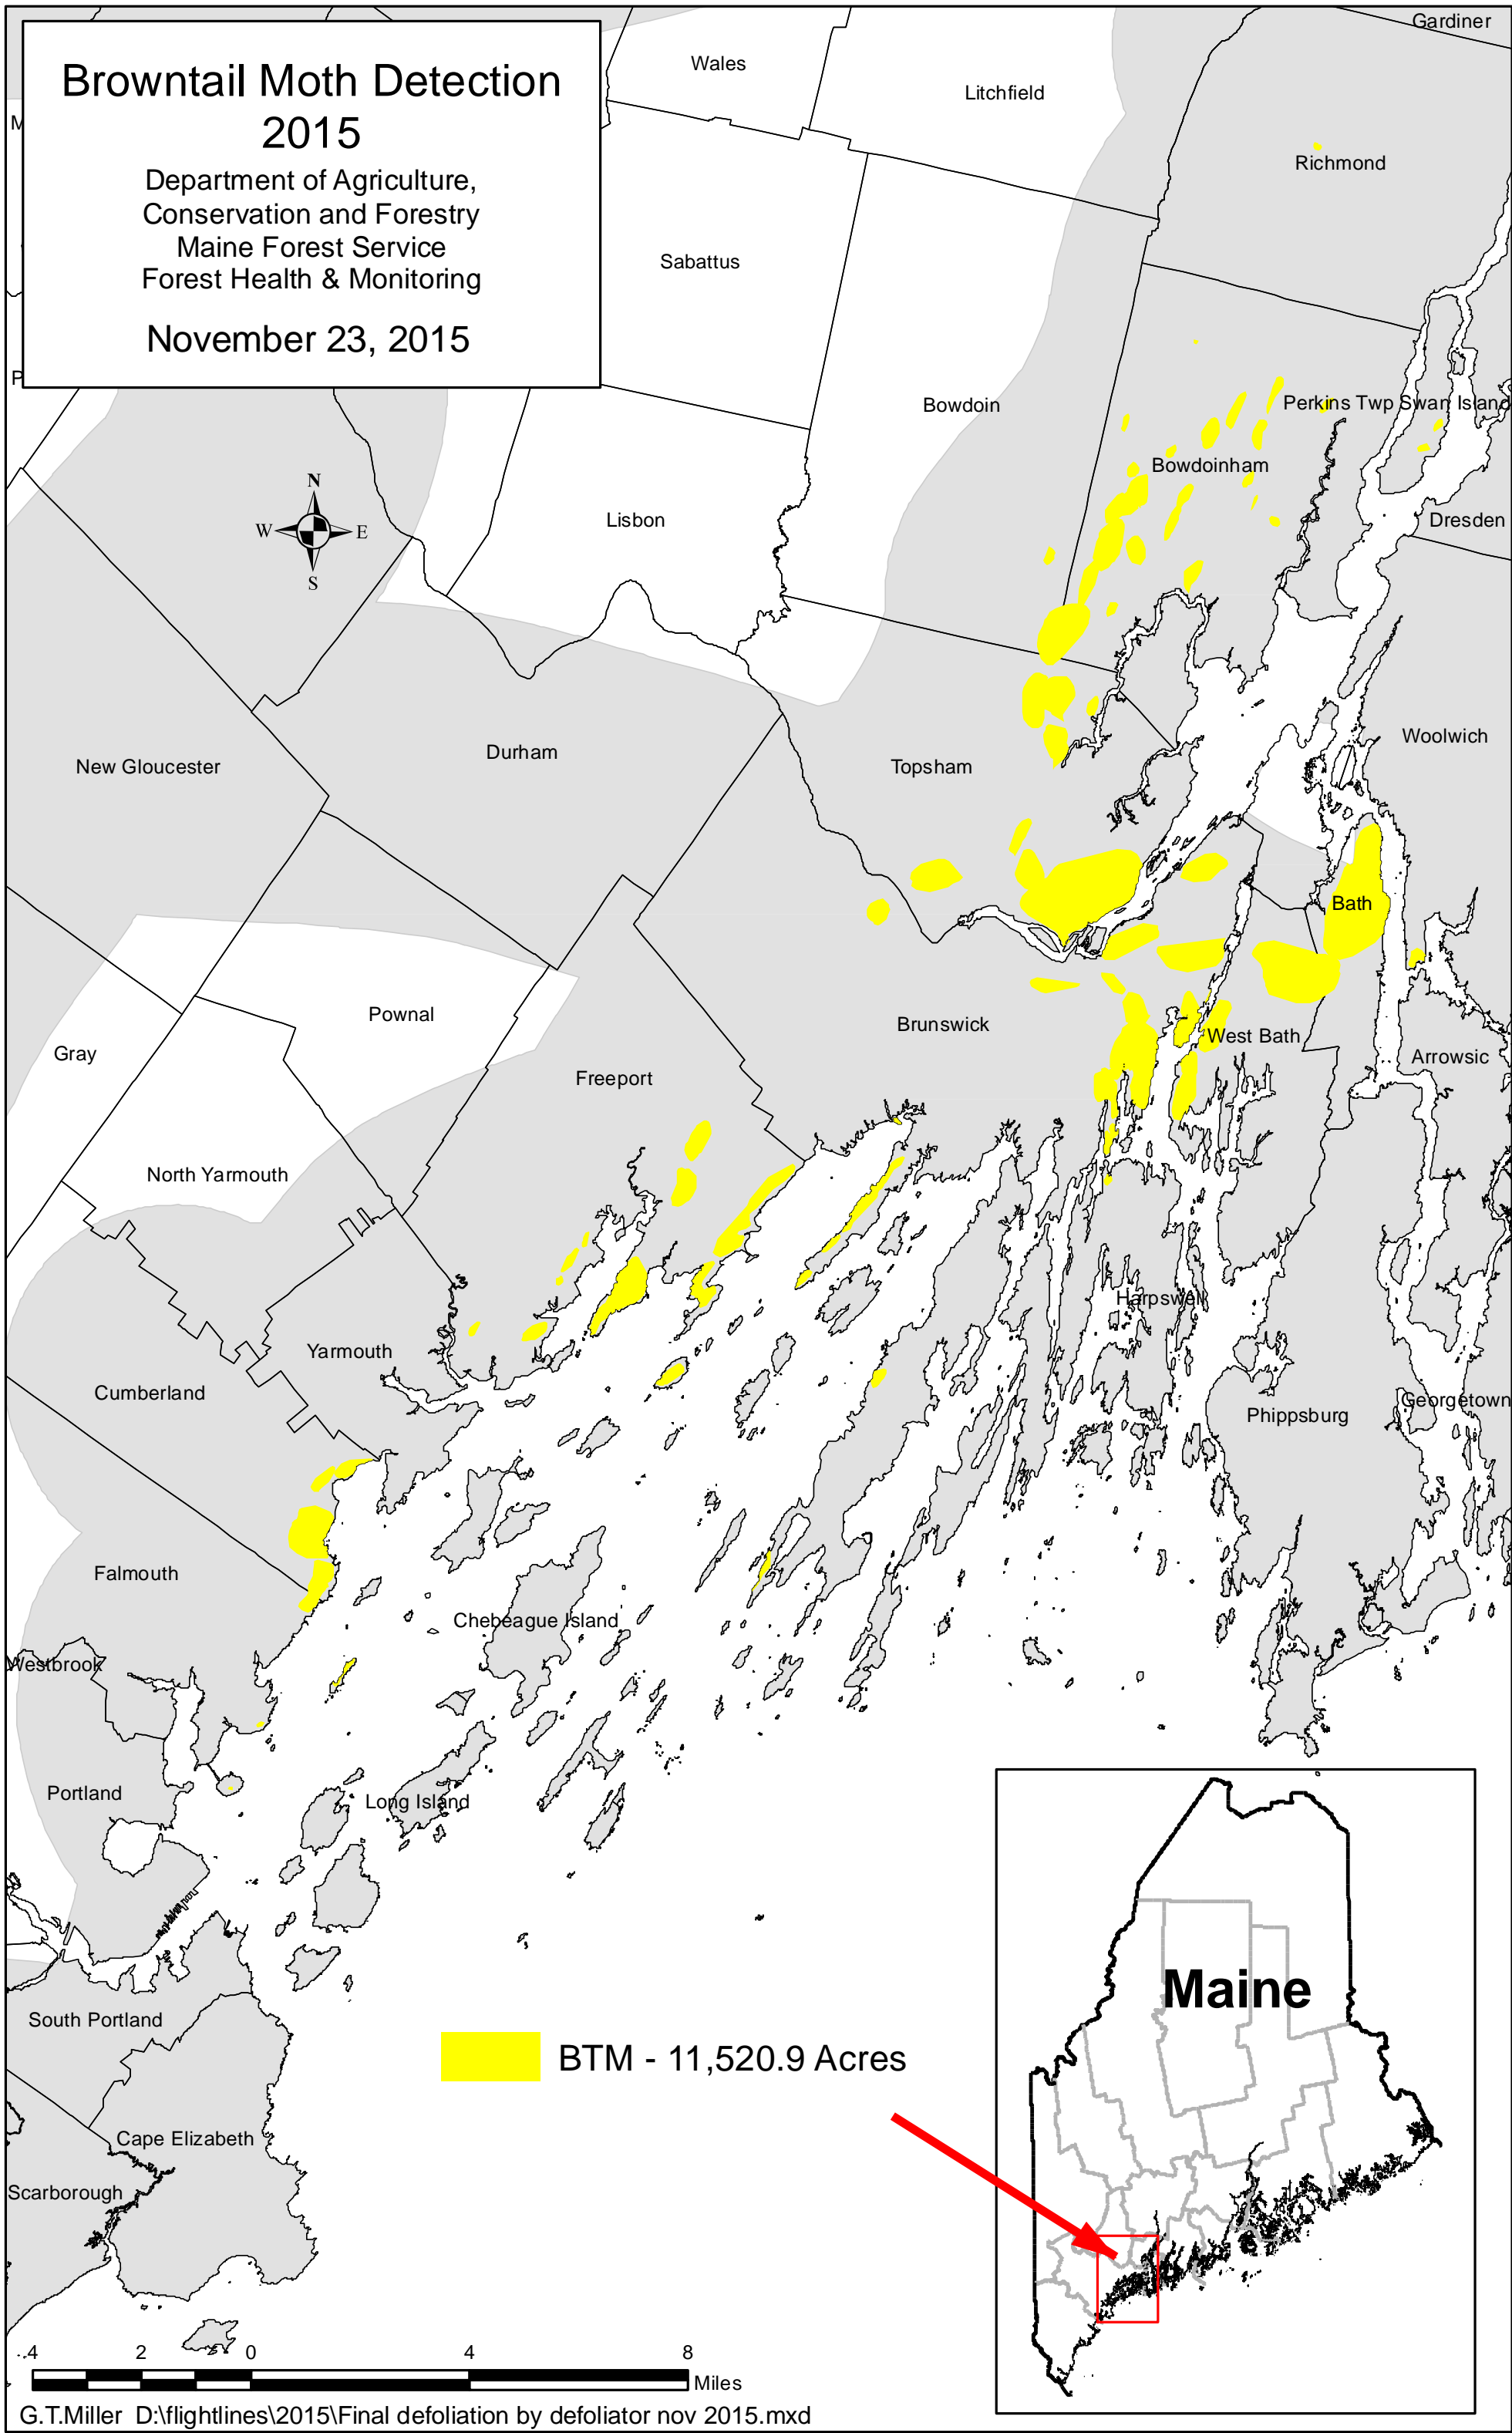 Browntail Moth Detection
2015
Department of Agriculture,
Conservation and Forestry
Maine Forest Service
Forest Health & Monitoring
November 23, 2015
Gardiner
Wales
Litchfield
M
Richmond
Sabattus
P
Bowdoin
Perkins Twp Swan Island
Bowdoinham
N
W
E
S
Lisbon
Dresden
Woolwich
New Gloucester
Durham
Topsham
Bath
Pownal
Brunswick
West Bath
Gray
Arrowsic
Freeport
North Yarmouth
Harpswell
Yarmouth
Cumberland
Georgetown
Phippsburg
Falmouth
Chebeague Island
Westbrook
Portland
Long Island
Maine
South Portland
BTM - 11,520.9 Acres
Cape Elizabeth
Scarborough
4 2 0 4 8
Miles
G.T.Miller D:\flightlines\2015\Final defoliation by defoliator nov 2015.mxd